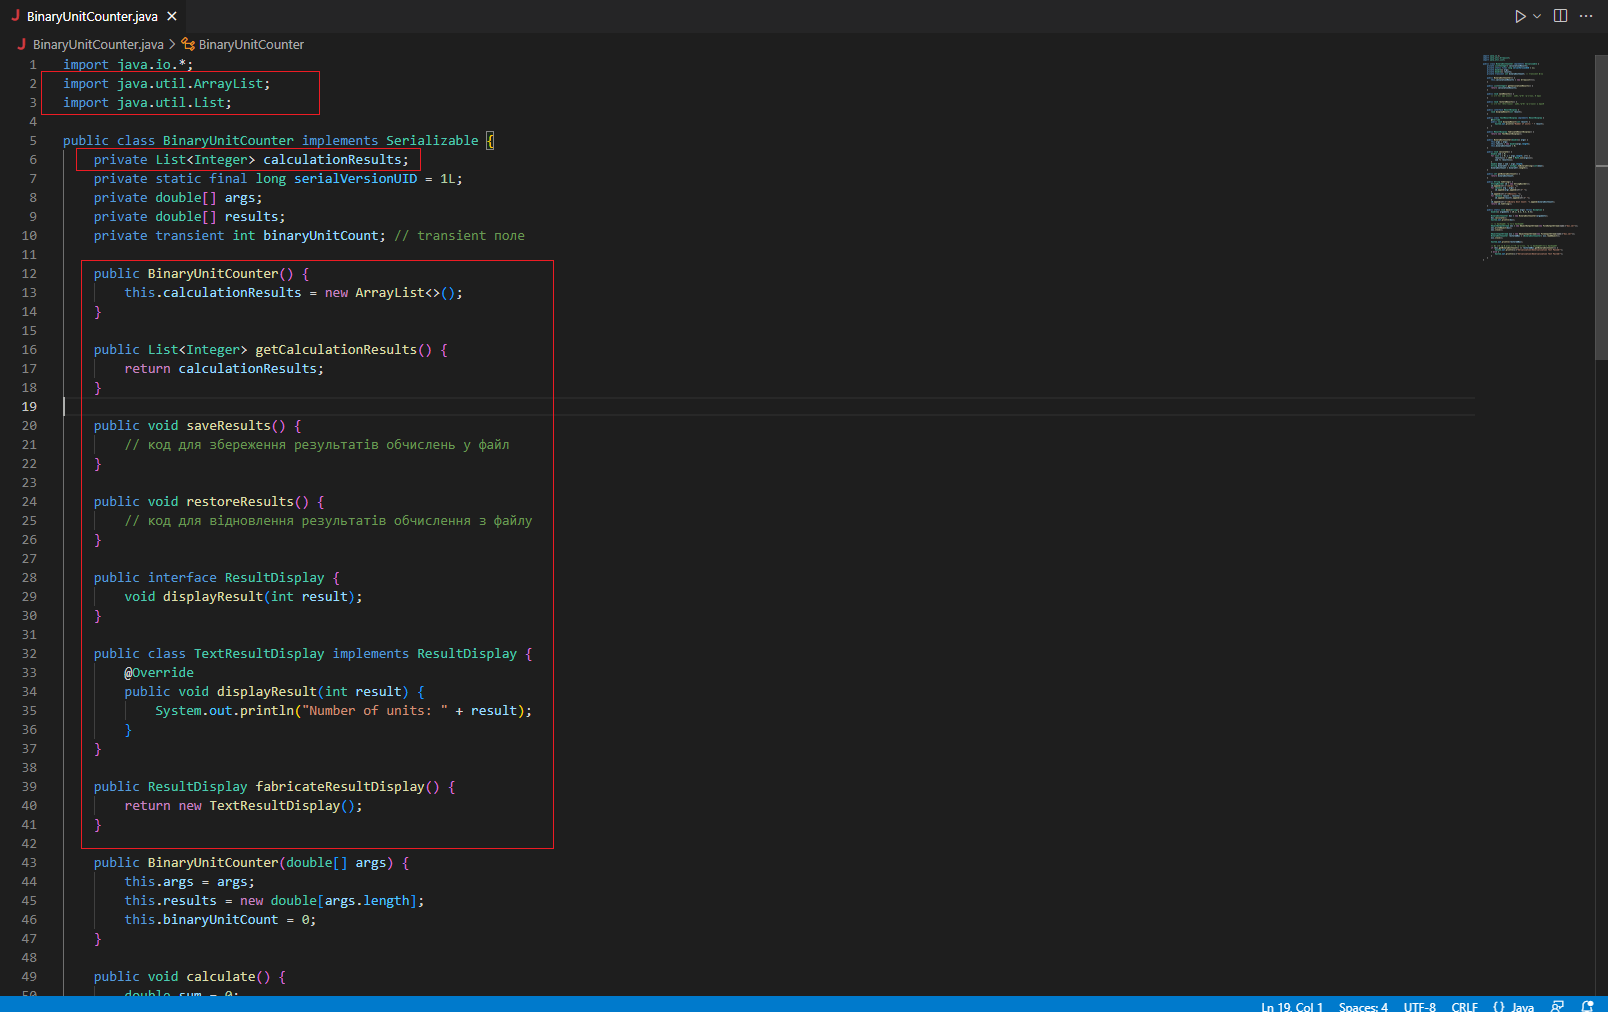 BinaryUnitCounter.java
BinaryUnitCounter.java > BinaryUnitCounter
1 import java.io.*;
2 import java.util.ArrayList;
3 import java.util.List;
4
5 public class BinaryUnitCounter implements Serializable {
6 private List<Integer> calculationResults;
7 private static final long serialVersionUID = 1L;
8 private double[] args;
9 private double[] results;
10 private transient int binaryUnitCount; // transient поле
11
12 public BinaryUnitCounter() {
13 this.calculationResults = new ArrayList<>();
14 }
15
16 public List<Integer> getCalculationResults() {
17 return calculationResults;
18 }
19
20 public void saveResults() {
21 // код для збереження результатів обчислень у файл
22 }
23
24 public void restoreResults() {
25 // код для відновлення результатів обчислення з файлу
26 }
27
28 public interface ResultDisplay {
29 void displayResult(int result);
30 }
31
32 public class TextResultDisplay implements ResultDisplay {
33 @Override
34 public void displayResult(int result) {
35 System.out.println("Number of units: " + result);
36 }
37 }
38
39 public ResultDisplay fabricateResultDisplay() {
40 return new TextResultDisplay();
41 }
42
43 public BinaryUnitCounter(double[] args) {
44 this.args = args;
45 this.results = new double[args.length];
46 this.binaryUnitCount = 0;
47 }
48
49 public void calculate() {
50 double sum = 0;
Ln 19, Col 1 Spaces: 4 UTF-8 CRLF {} Java